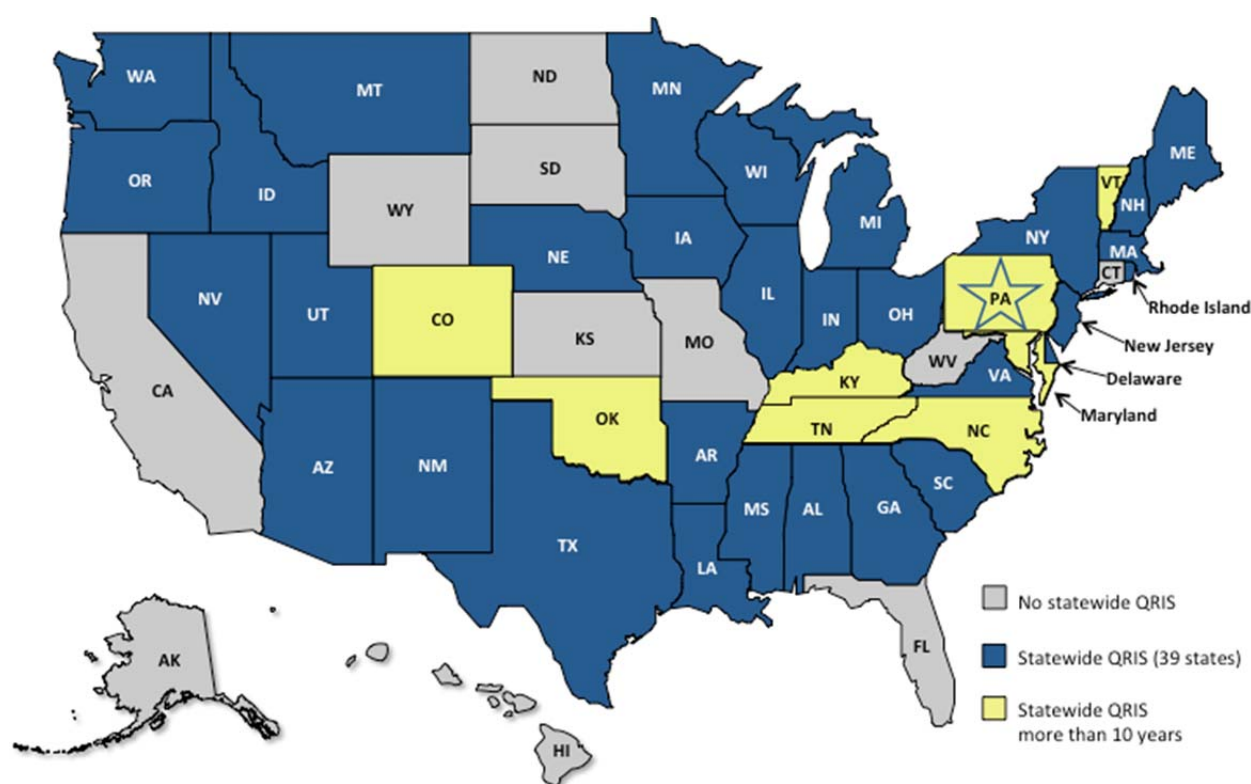 WA
MT
ND
MN
ME
OR
ID
SD
WI
VT
NH
WY
MI
NY
MA
CT
NE
IA
PA
Rhode Island
NV
UT
CO
IL
IN
OH
New Jersey
KS
MO
WV
VA
Delaware
CA
KY
Maryland
OK
TN
NC
AZ
NM
AR
SC
MS
AL
GA
TX
LA
No statewide QRIS
FL
Statewide QRIS (39 states)
AK
Statewide QRIS
more than 10 years
HI